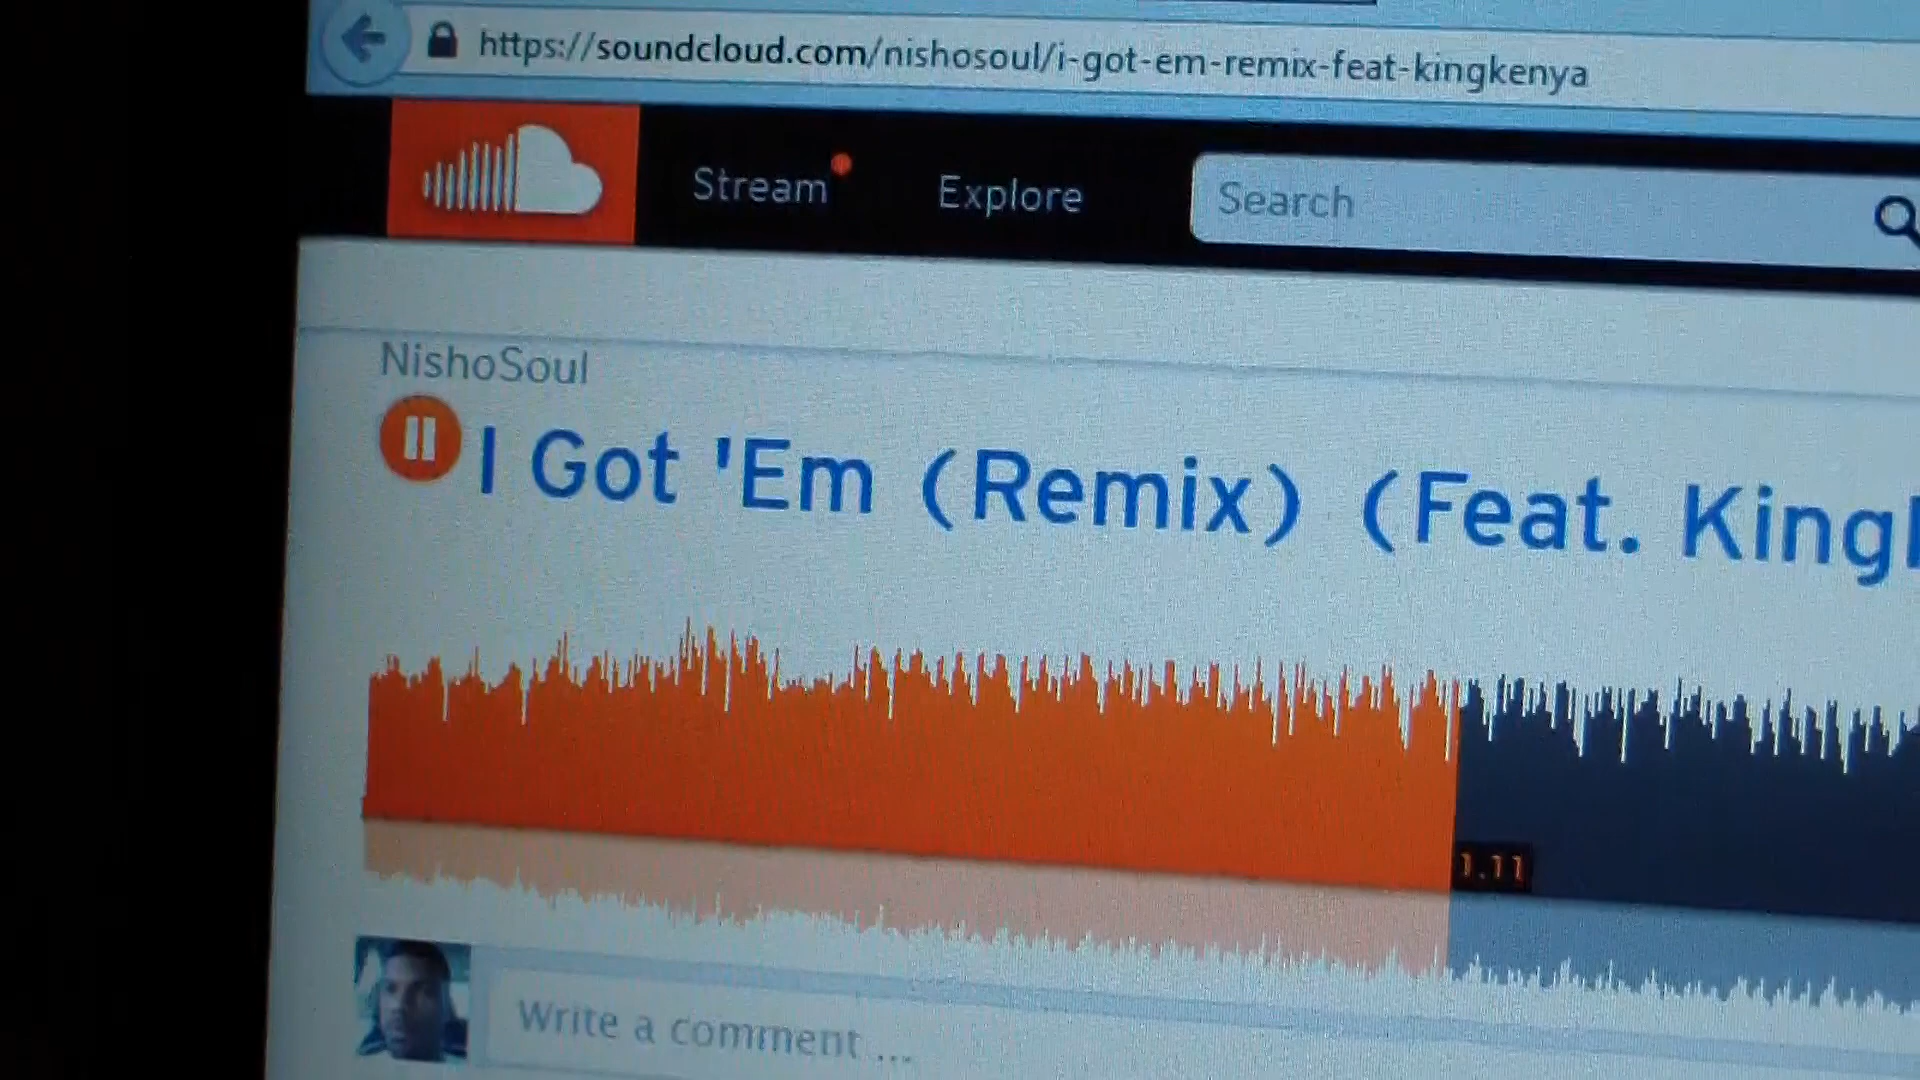 https://soundcloud.com/nishosoul/i-got-em-remix-feat-kingkenya
Stream Explore Search
NishoSoul
I Got 'Em (Remix) (Feat. King
1.11
Write a comment ...